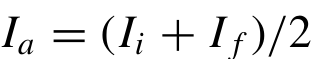 I_a = (I_i + I_f)/2